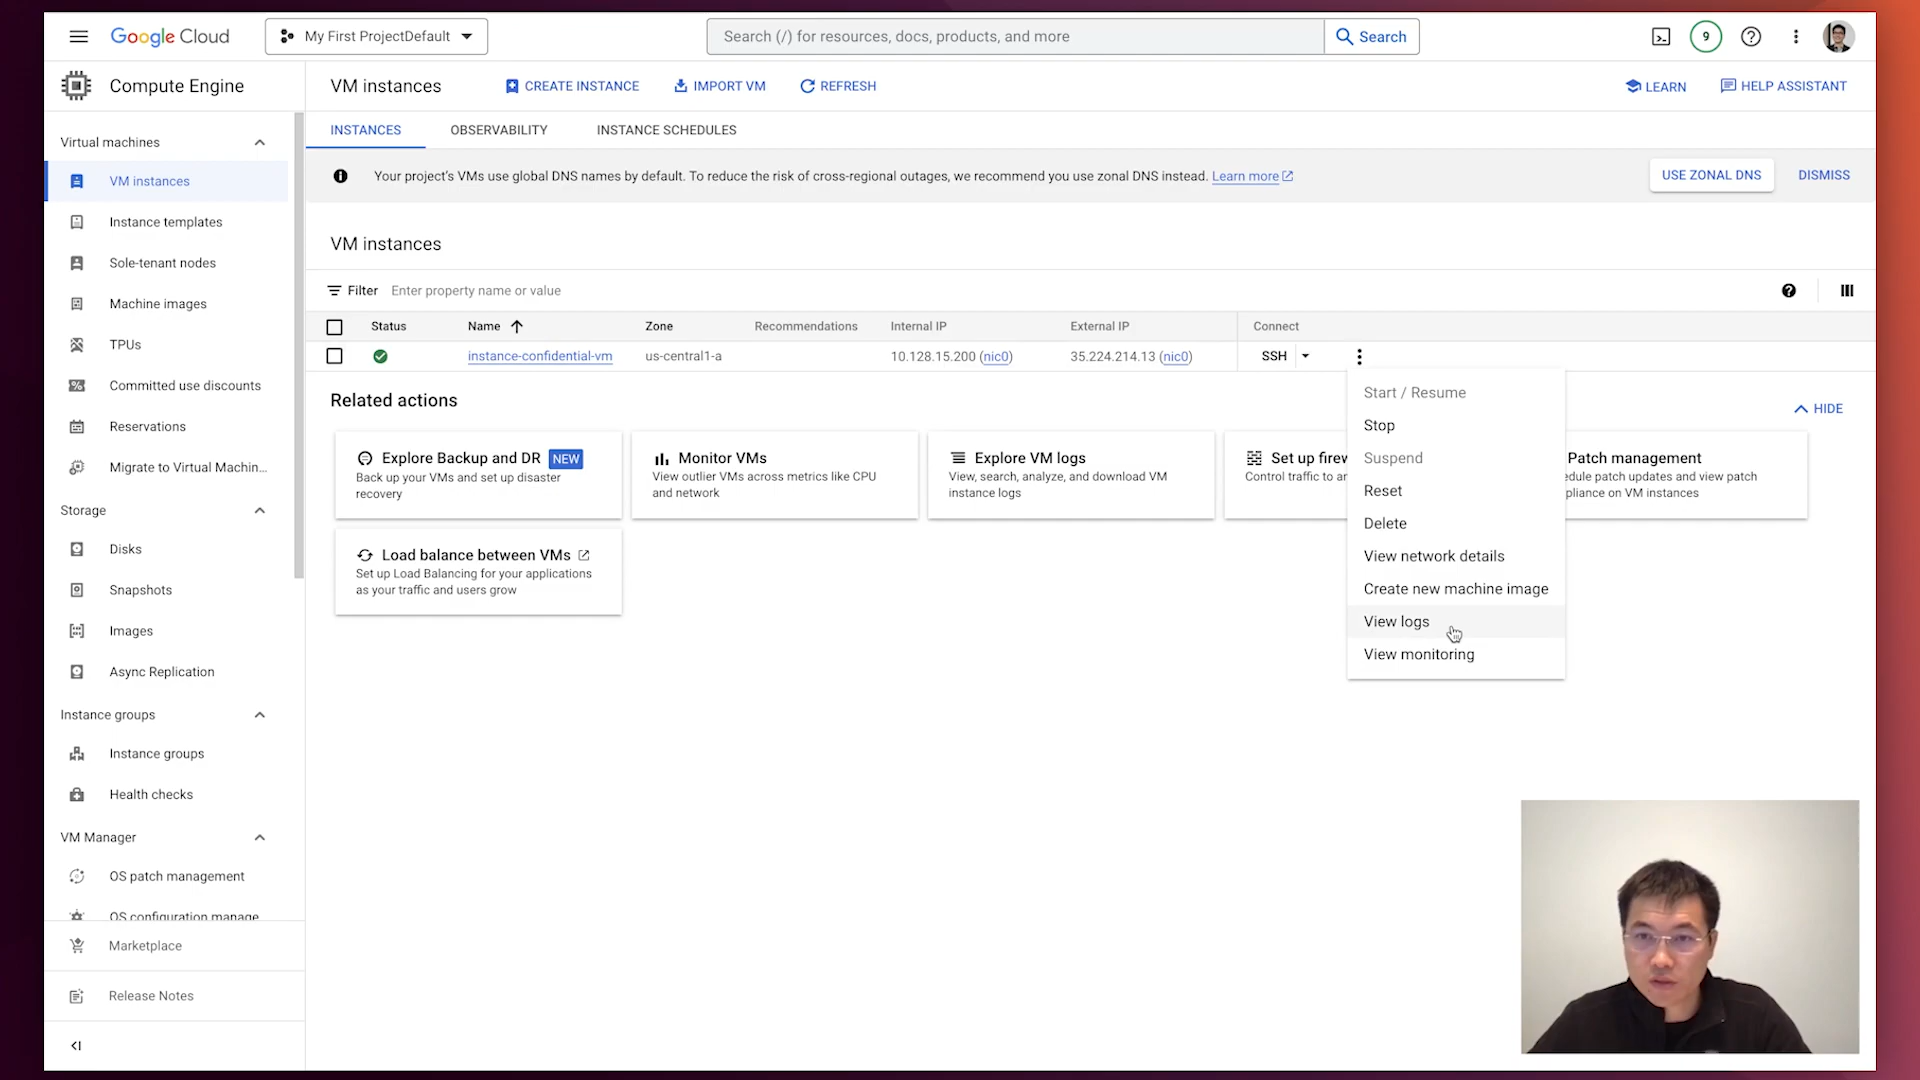 Google Cloud
My First ProjectDefault
Search (/) for resources, docs, products, and more
Search
9
Compute Engine
VM instances
CREATE INSTANCE
IMPORT VM
REFRESH
LEARN
HELP ASSISTANT
Virtual machines
VM instances
Instance templates
Sole-tenant nodes
Machine images
TPUs
Committed use discounts
Reservations
Migrate to Virtual Machin...
Storage
Disks
Snapshots
Images
Async Replication
Instance groups
Instance groups
Health checks
VM Manager
OS patch management
OS configuration manage
Marketplace
Release Notes
INSTANCES
OBSERVABILITY
INSTANCE SCHEDULES
Your project's VMs use global DNS names by default. To reduce the risk of cross-regional outages, we recommend you use zonal DNS instead. Learn more
USE ZONAL DNS
DISMISS
VM instances
Filter
Enter property name or value
Status
Name
Zone
Recommendations
Internal IP
External IP
Connect
instance-confidential-vm
us-central1-a
10.128.15.200 (nic0)
35.224.214.13 (nic0)
SSH
Related actions
HIDE
Explore Backup and DR NEW
Back up your VMs and set up disaster
recovery
Monitor VMs
View outlier VMs across metrics like CPU
and network
Explore VM logs
View, search, analyze, and download VM
instance logs
Set up firew
Control traffic to ar
Patch management
edule patch updates and view patch
pliance on VM instances
Load balance between VMs
Set up Load Balancing for your applications
as your traffic and users grow
Start / Resume
Stop
Suspend
Reset
Delete
View network details
Create new machine image
View logs
View monitoring